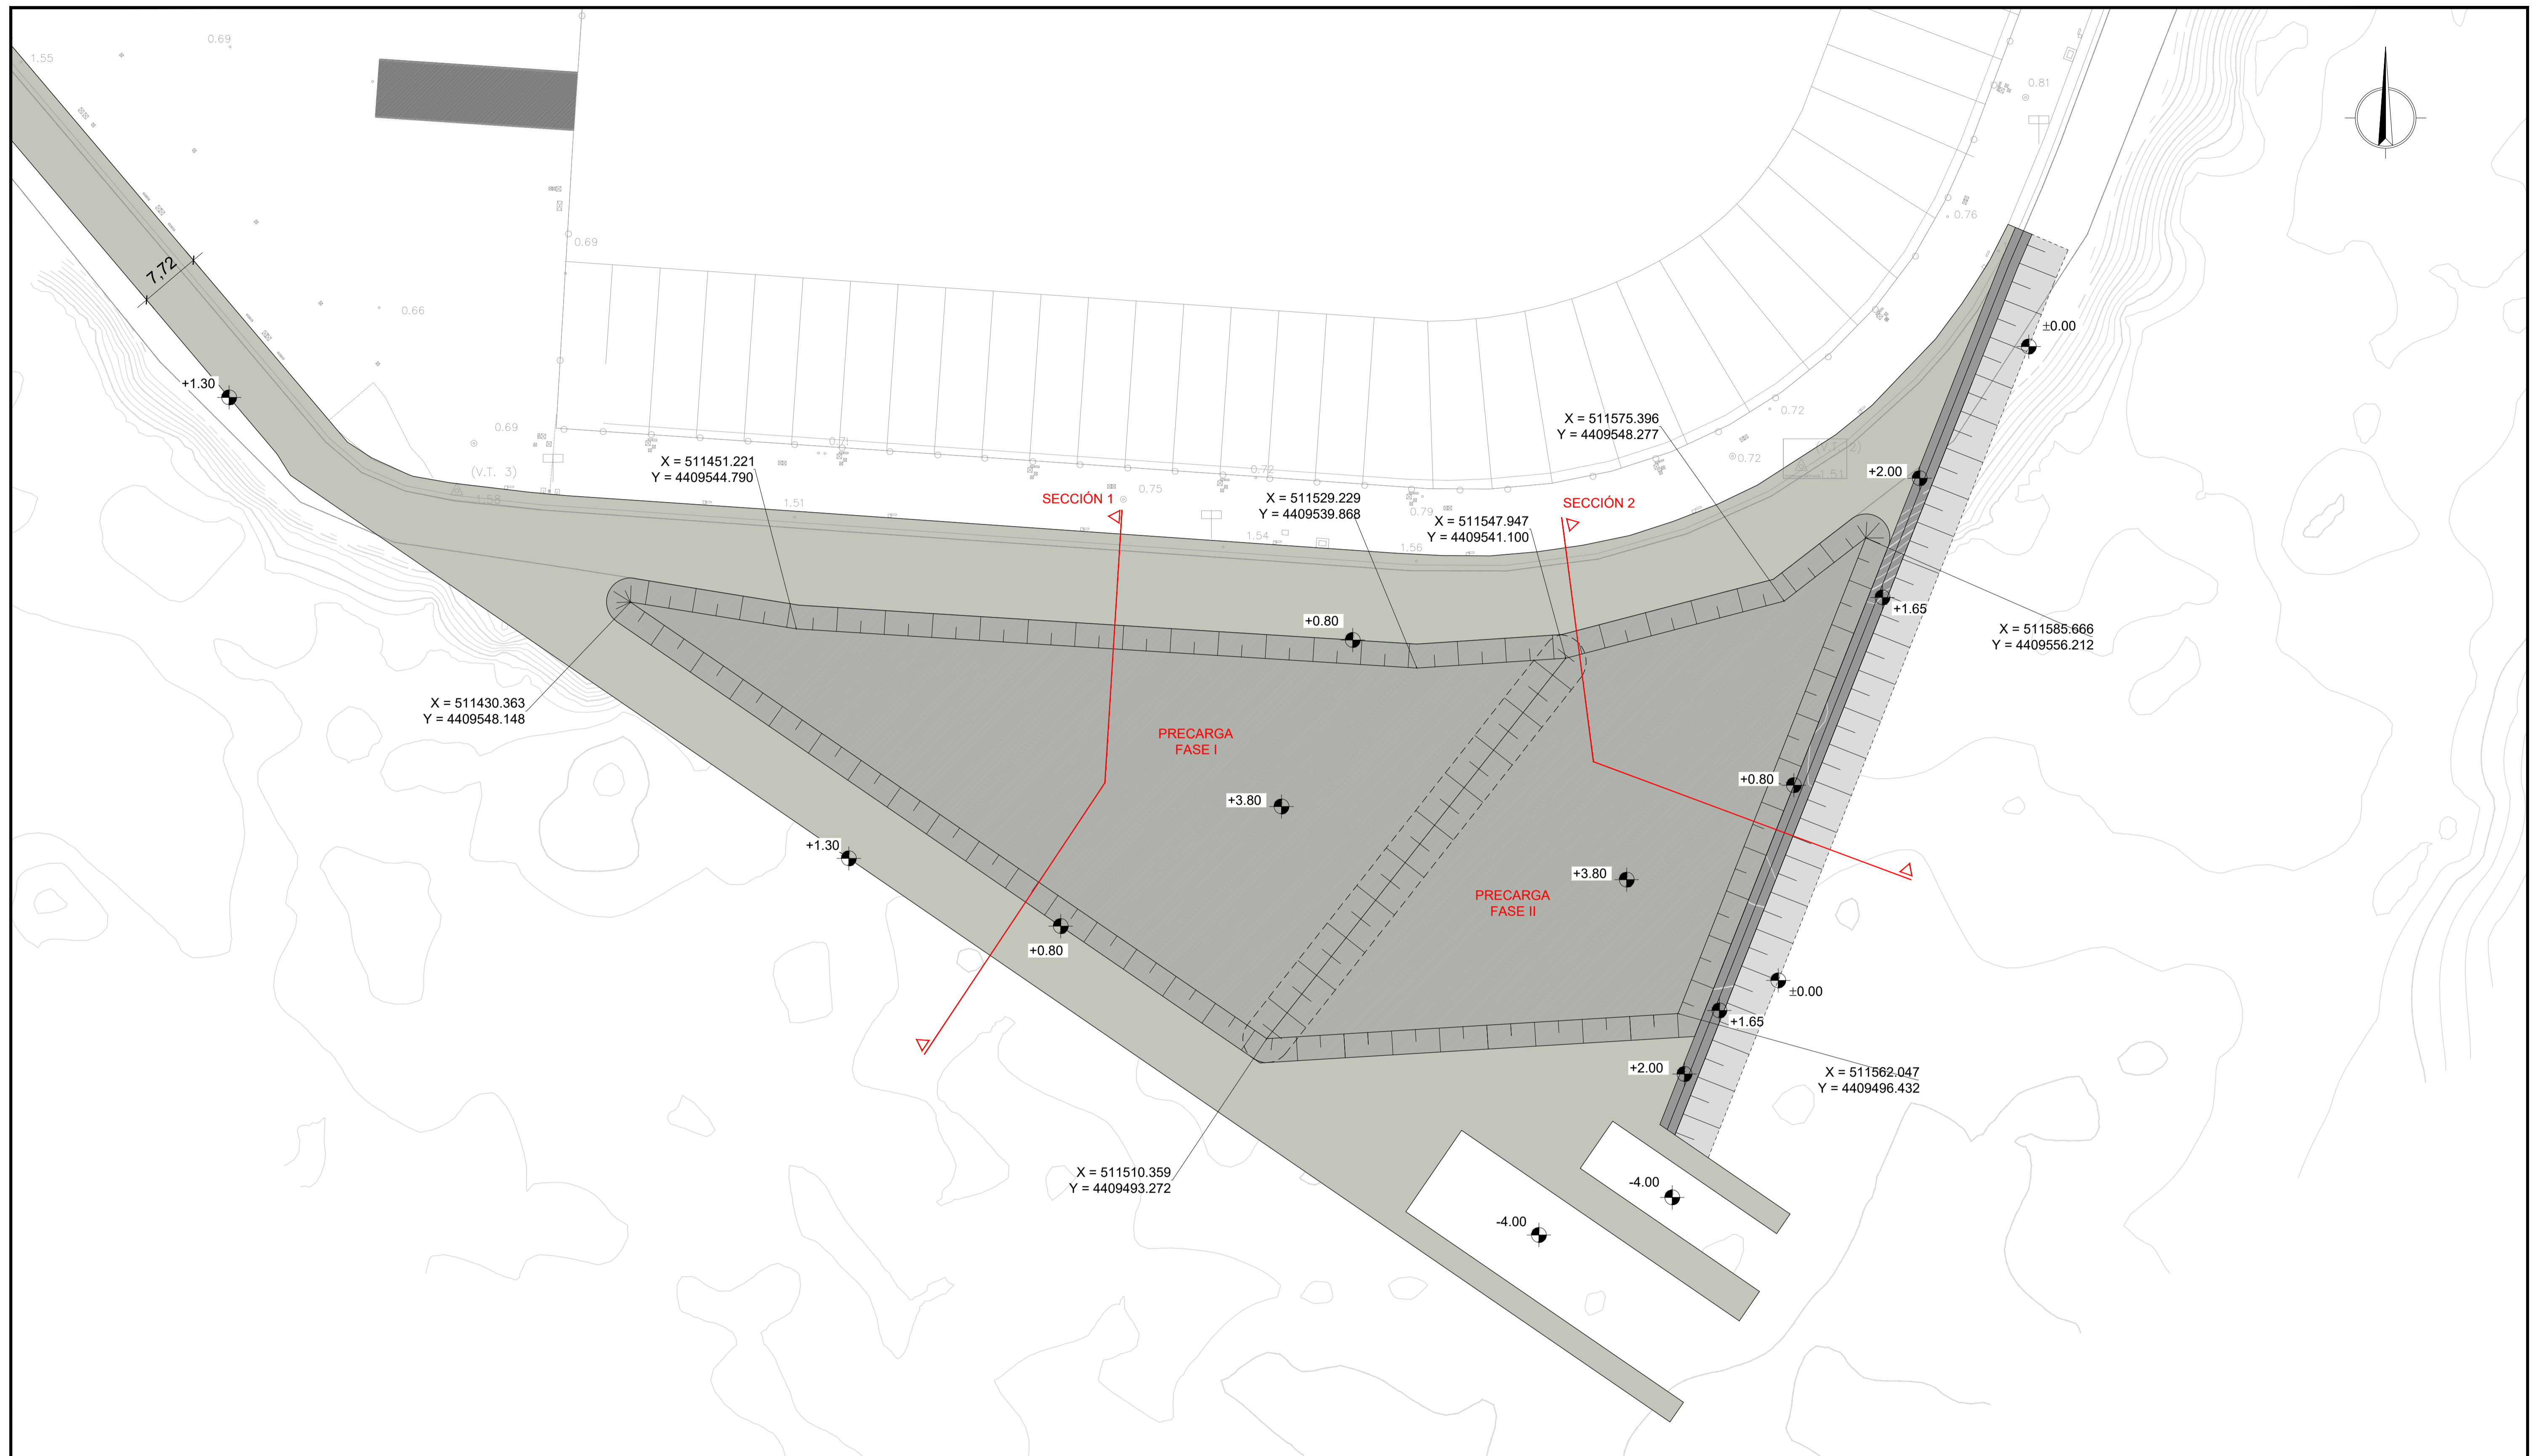 0.69
1.55
0.81
0.76
7,72
0.69
±0.00
0.66
+1.30
0.72
X = 511575.396
Y = 4409548.277
0.69
0.71
(V.T. 2)
1.51
(V.T. 3)
1.58
X = 511451.221
Y = 4409544.790
0.72
0.72
+2.00
0.75
SECCIÓN 1
X = 511529.229
Y = 4409539.868
SECCIÓN 2
1.51
0.79
X = 511547.947
Y = 4409541.100
1.54
1.56
+0.80
+1.65
X = 511585.666
Y = 4409556.212
X = 511430.363
Y = 4409548.148
PRECARGA
FASE I
+0.80
+3.80
+1.30
+3.80
PRECARGA
FASE II
+0.80
±0.00
+1.65
+2.00
X = 511562.047
Y = 4409496.432
X = 511510.359
Y = 4409493.272
-4.00
-4.00